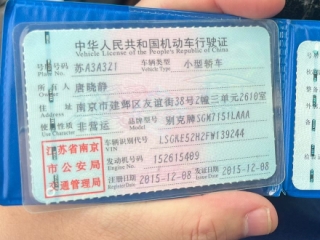 中华人民共和国机动车行驶证
Vehicle License of the People's Republic of China
号牌号码 苏A3A3Z1 车辆类型 小型轿车
Plate No. Vehicle Type
所有人 唐晓静
Owner
住址 南京市建邺区友谊街38号2幢三单元2610室
Address
使用性质 非营运 品牌型号 别克牌SGM7151LAAA
Use Character Model
江苏省南京市公安局交通管理局
车辆识别代号 LSGKE52H2FW139244
VIN
发动机号码 152615409
Engine No.
注册日期 2015-12-08 发证日期 2015-12-08
Register Date Issue Date